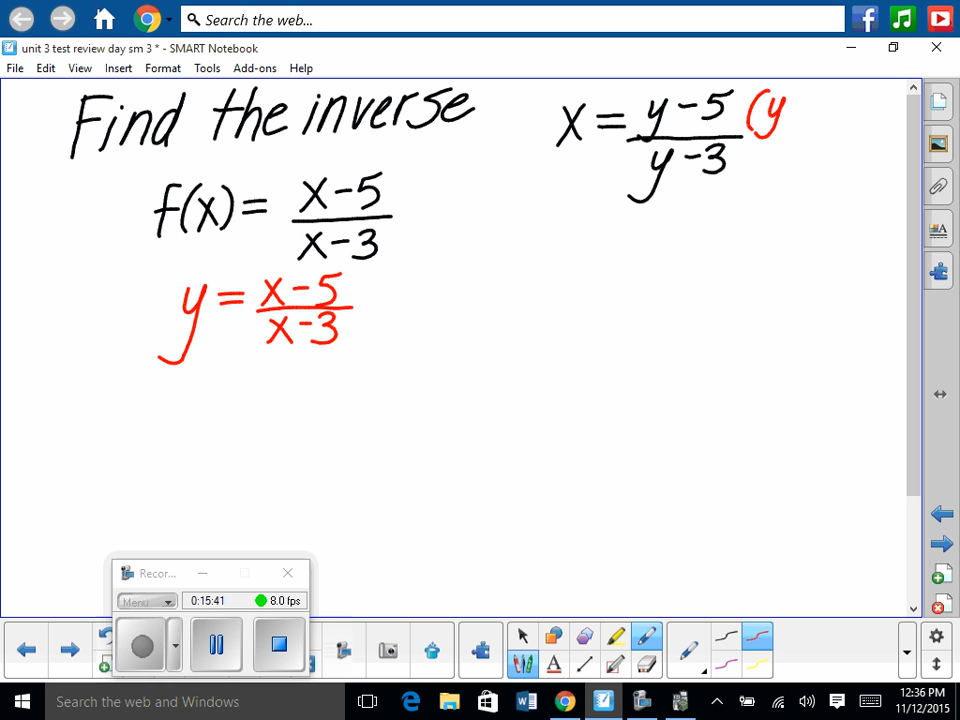 Search the web...
unit 3 test review day sm 3 * - SMART Notebook
File Edit View Insert Format Tools Add-ons Help
Find the inverse
f(x) = x-5
x-3
y = x-5
x-3
x = y-5 (y
y-3
Recor...
Menu 0:15:41 8.0 fps
Search the web and Windows
12:36 PM
11/12/2015